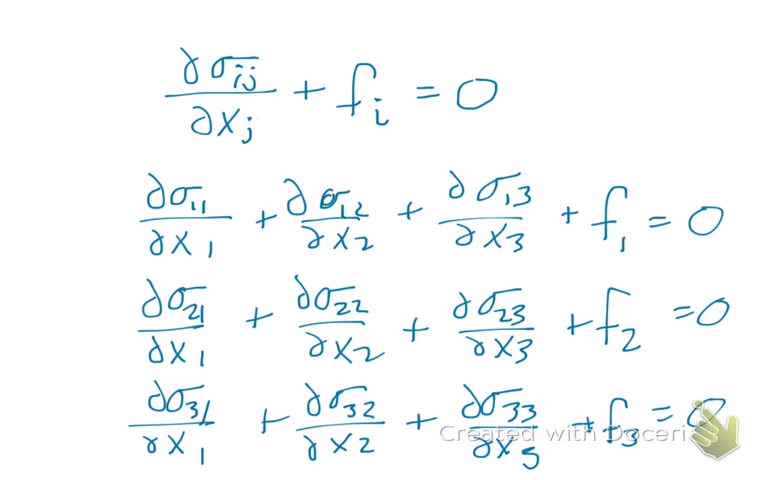 ∂σij/∂xj + fi = 0
∂σ11/∂x1 + ∂σ12/∂x2 + ∂σ13/∂x3 + f1 = 0
∂σ21/∂x1 + ∂σ22/∂x2 + ∂σ23/∂x3 + f2 = 0
∂σ31/∂x1 + ∂σ32/∂x2 + ∂σ33/∂x3 + f3 = 0
Created with Doceri